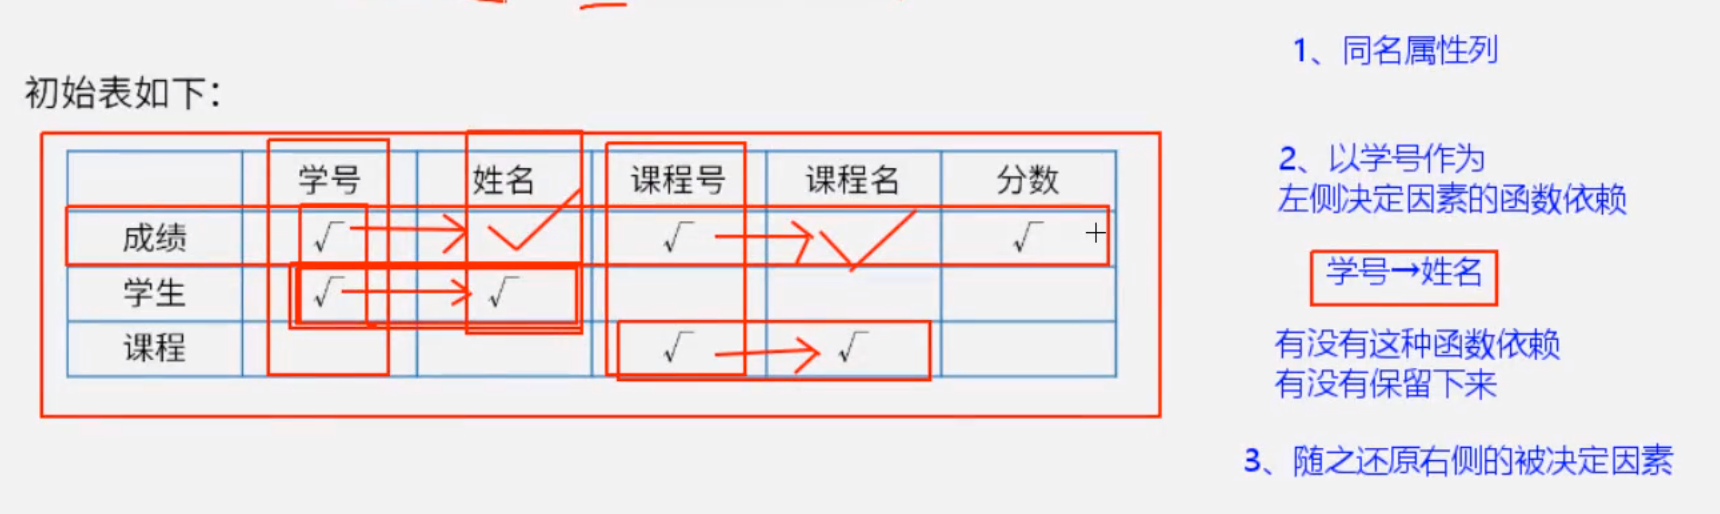 初始表如下：
学号 姓名 课程号 课程名 分数
成绩 √ √ √
学生 √ √
课程 √ √
1、同名属性列
2、以学号作为
左侧决定因素的函数依赖
学号→姓名
有没有这种函数依赖
有没有保留下来
3、随之还原右侧的被决定因素